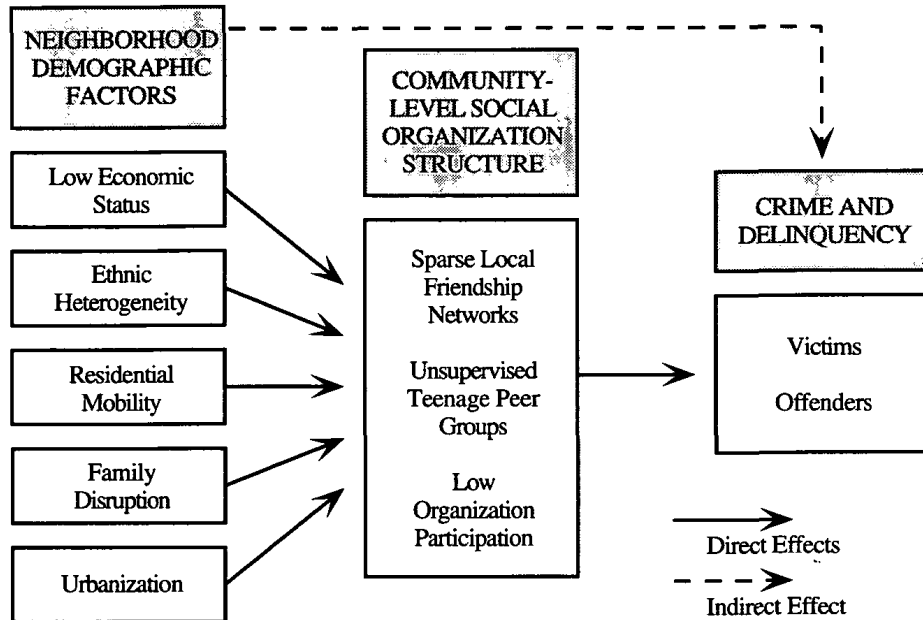 NEIGHBORHOOD
DEMOGRAPHIC
FACTORS
Low Economic
Status
Ethnic
Heterogeneity
Residential
Mobility
Family
Disruption
Urbanization
COMMUNITY-
LEVEL SOCIAL
ORGANIZATION
STRUCTURE
Sparse Local
Friendship
Networks
Unsupervised
Teenage Peer
Groups
Low
Organization
Participation
CRIME AND
DELINQUENCY
Victims
Offenders
Direct Effects
Indirect Effect